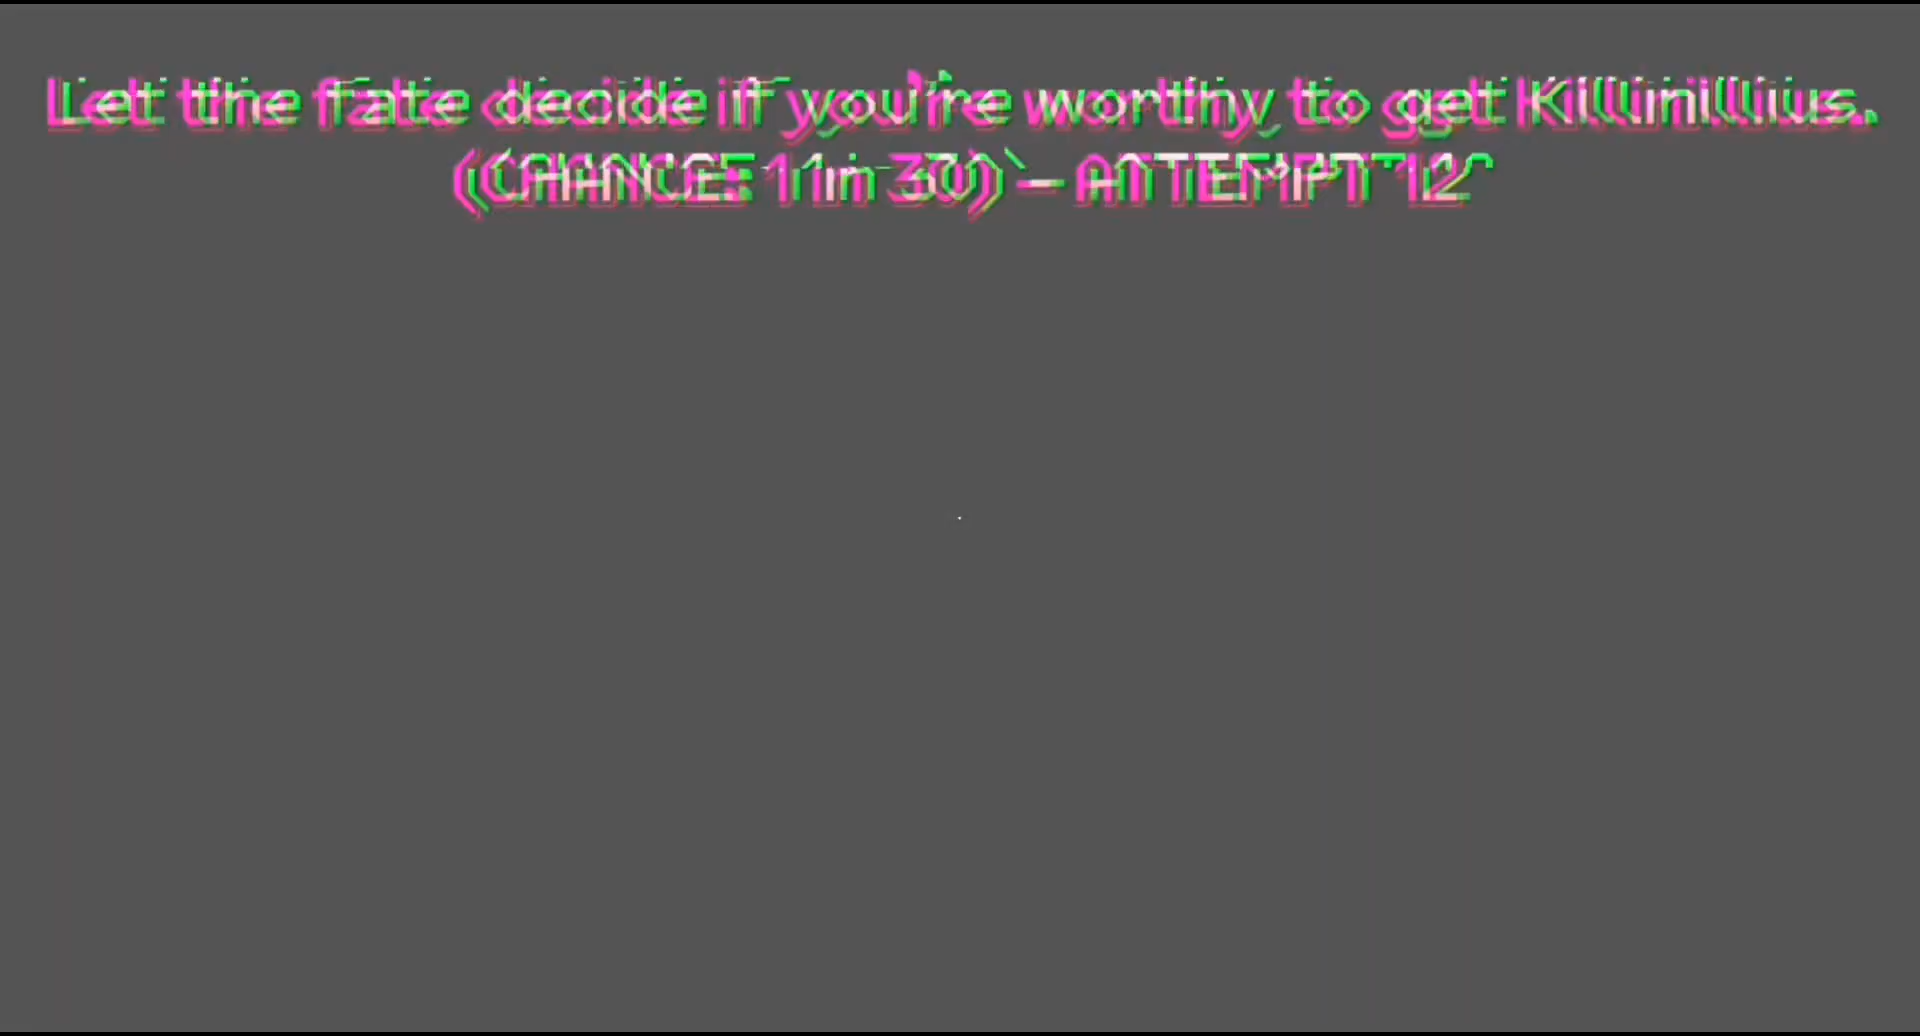 Let the fate decide if you're worthy to get Killinillius.
(CHANCE: 1 in 30) - ATTEMPT 12